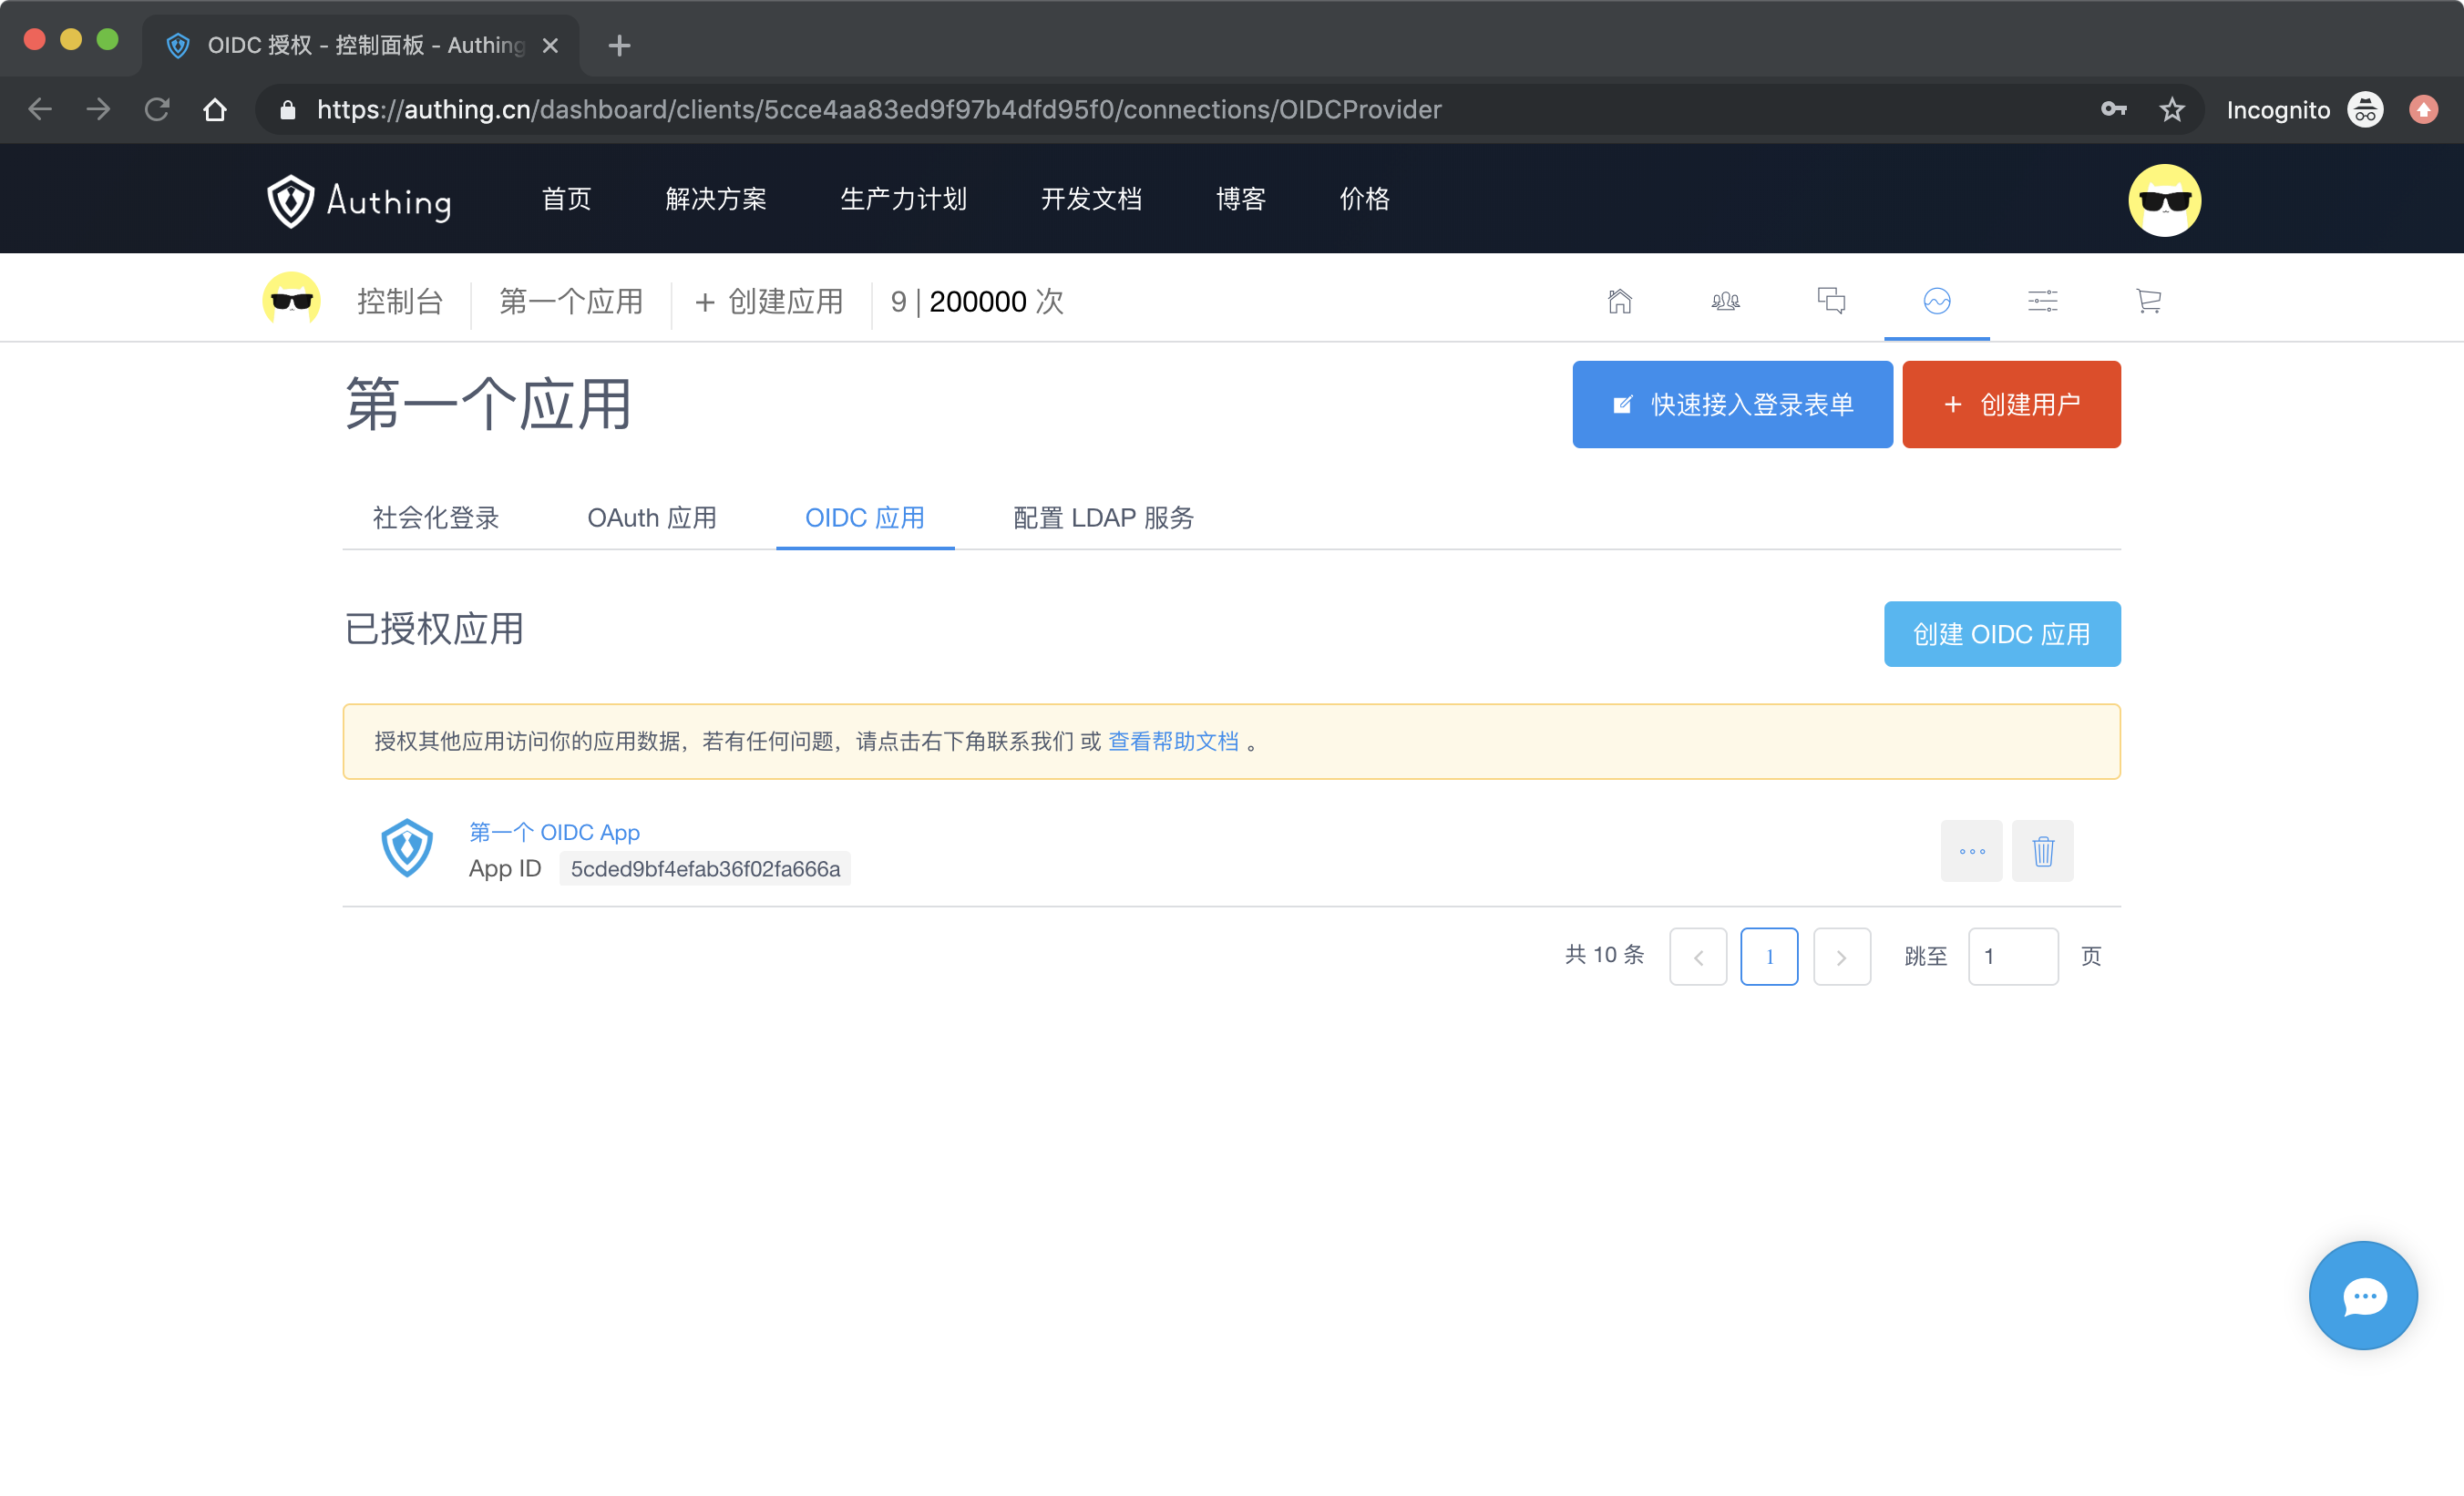 OIDC 授权 - 控制面板 - Authing
https://authing.cn/dashboard/clients/5cce4aa83ed9f97b4dfd95f0/connections/OIDCProvider
Incognito
Authing
首页
解决方案
生产力计划
开发文档
博客
价格
控制台
第一个应用
+ 创建应用
9 | 200000 次
第一个应用
快速接入登录表单
+ 创建用户
社会化登录
OAuth 应用
OIDC 应用
配置 LDAP 服务
已授权应用
创建 OIDC 应用
授权其他应用访问你的应用数据，若有任何问题，请点击右下角联系我们 或 查看帮助文档 。
第一个 OIDC App
App ID 5cded9bf4efab36f02fa666a
共 10 条
1
跳至 1 页